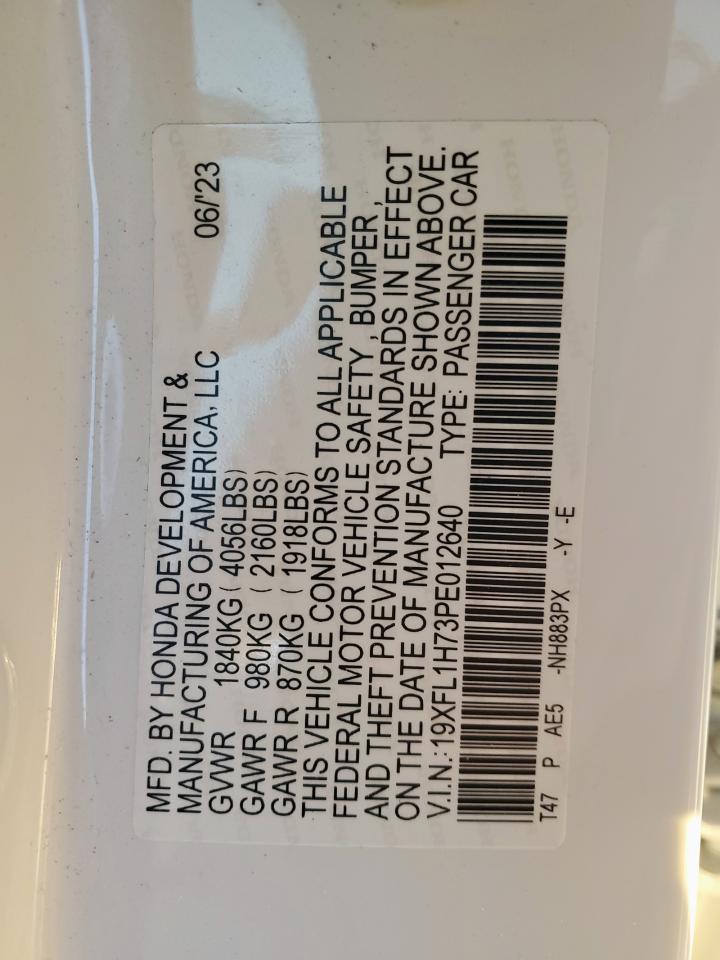 MFD. BY HONDA DEVELOPMENT &
MANUFACTURING OF AMERICA, LLC 06/'23
GVWR 1840KG ( 4056LBS)
GAWR F 980KG ( 2160LBS)
GAWR R 870KG ( 1918LBS)
THIS VEHICLE CONFORMS TO ALL APPLICABLE
FEDERAL MOTOR VEHICLE SAFETY , BUMPER ,
AND THEFT PREVENTION STANDARDS IN EFFECT
ON THE DATE OF MANUFACTURE SHOWN ABOVE.
V.I.N.:19XFL1H73PE012640 TYPE: PASSENGER CAR
T47 P AE5 -NH883PX -Y -E